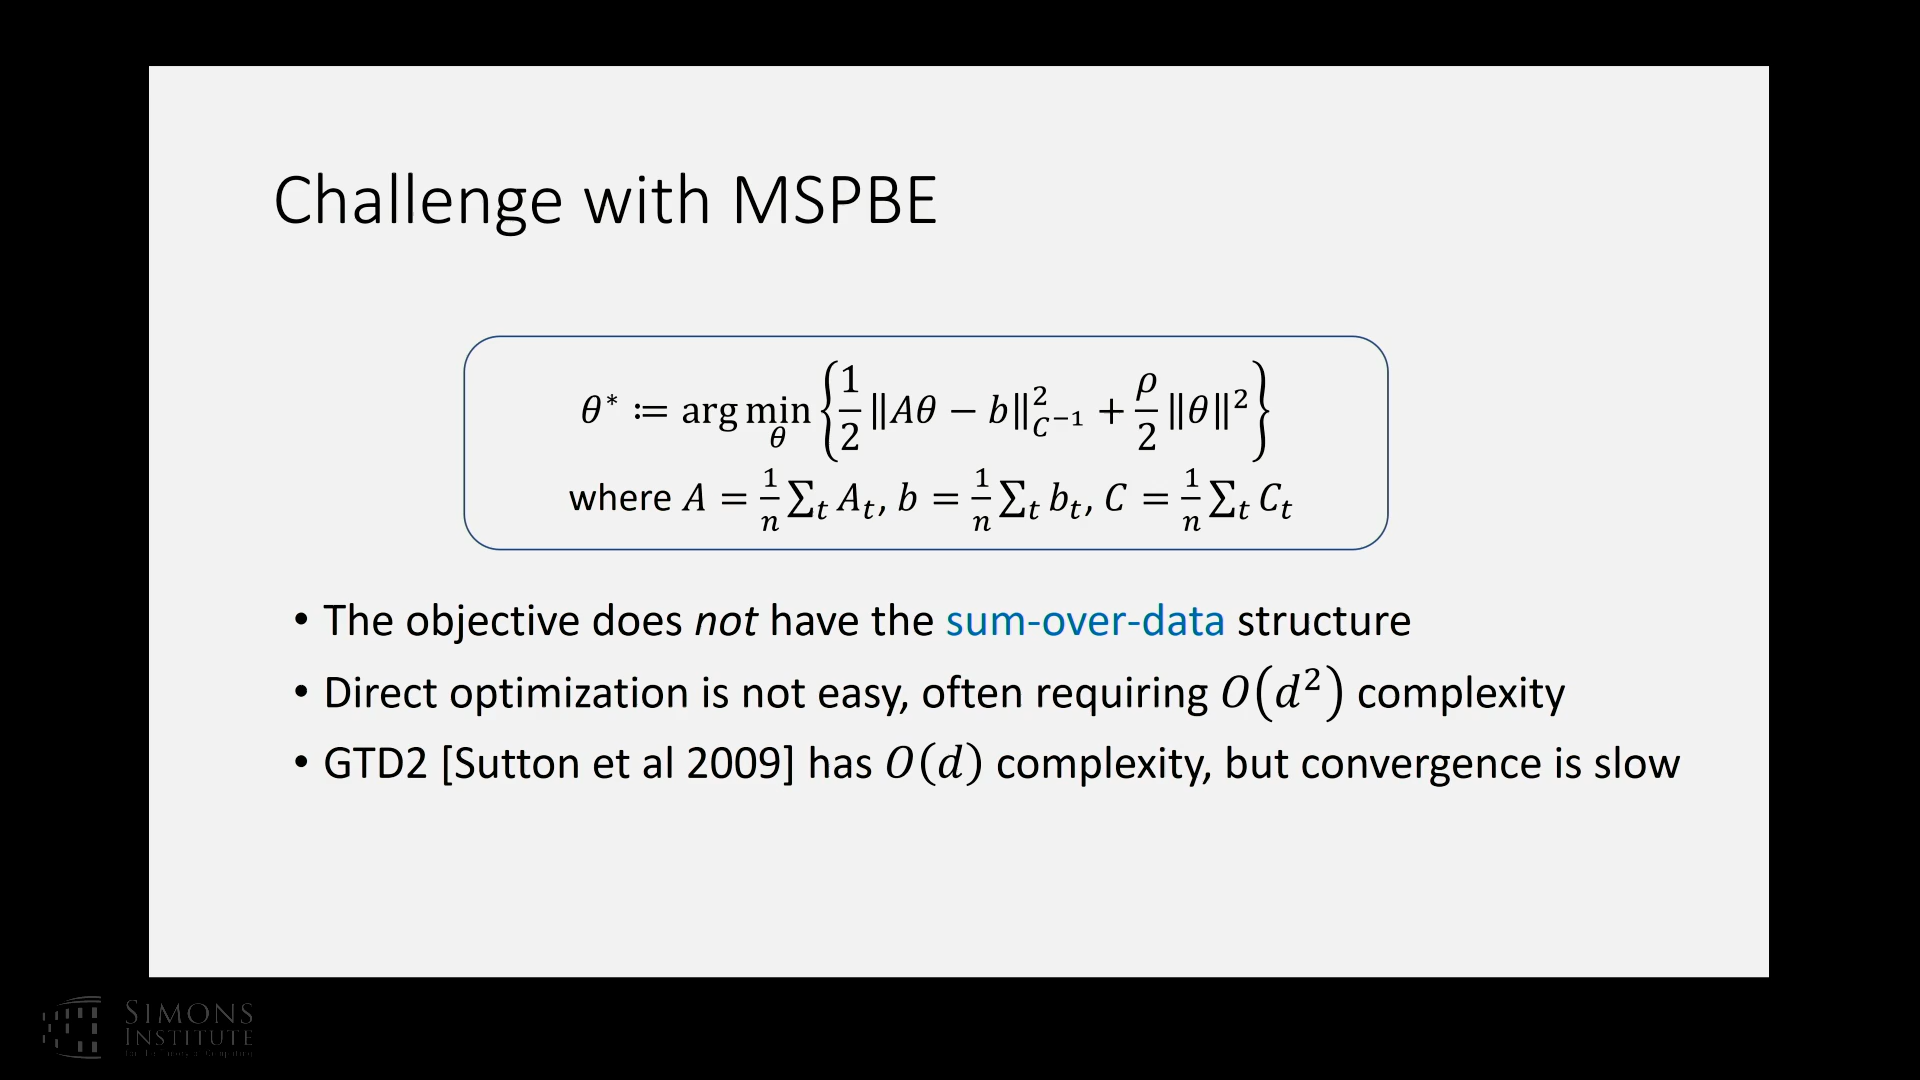 Challenge with MSPBE
θ* ≔ arg min_θ {1/2 ‖Aθ − b‖²_{C⁻¹} + ρ/2 ‖θ‖²}
where A = 1/n ∑_t A_t, b = 1/n ∑_t b_t, C = 1/n ∑_t C_t
• The objective does not have the sum-over-data structure
• Direct optimization is not easy, often requiring O(d²) complexity
• GTD2 [Sutton et al 2009] has O(d) complexity, but convergence is slow
SIMONS
INSTITUTE